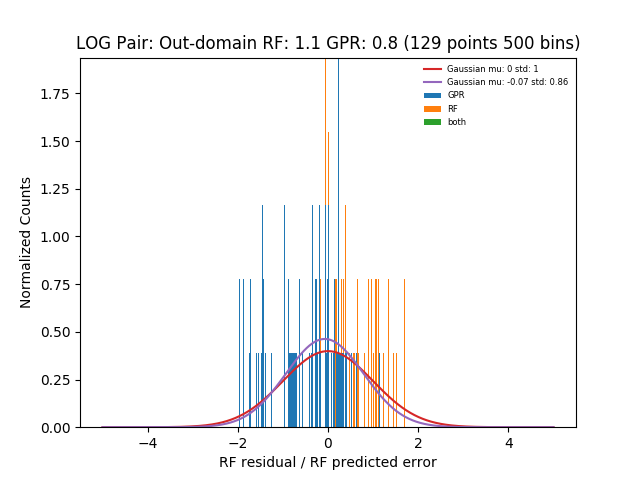 LOG Pair: Out-domain RF: 1.1 GPR: 0.8 (129 points 500 bins)
Gaussian mu: 0 std: 1
Gaussian mu: -0.07 std: 0.86
GPR
RF
both
Normalized Counts
1.75
1.50
1.25
1.00
0.75
0.50
0.25
0.00
−4 −2 0 2 4
RF residual / RF predicted error